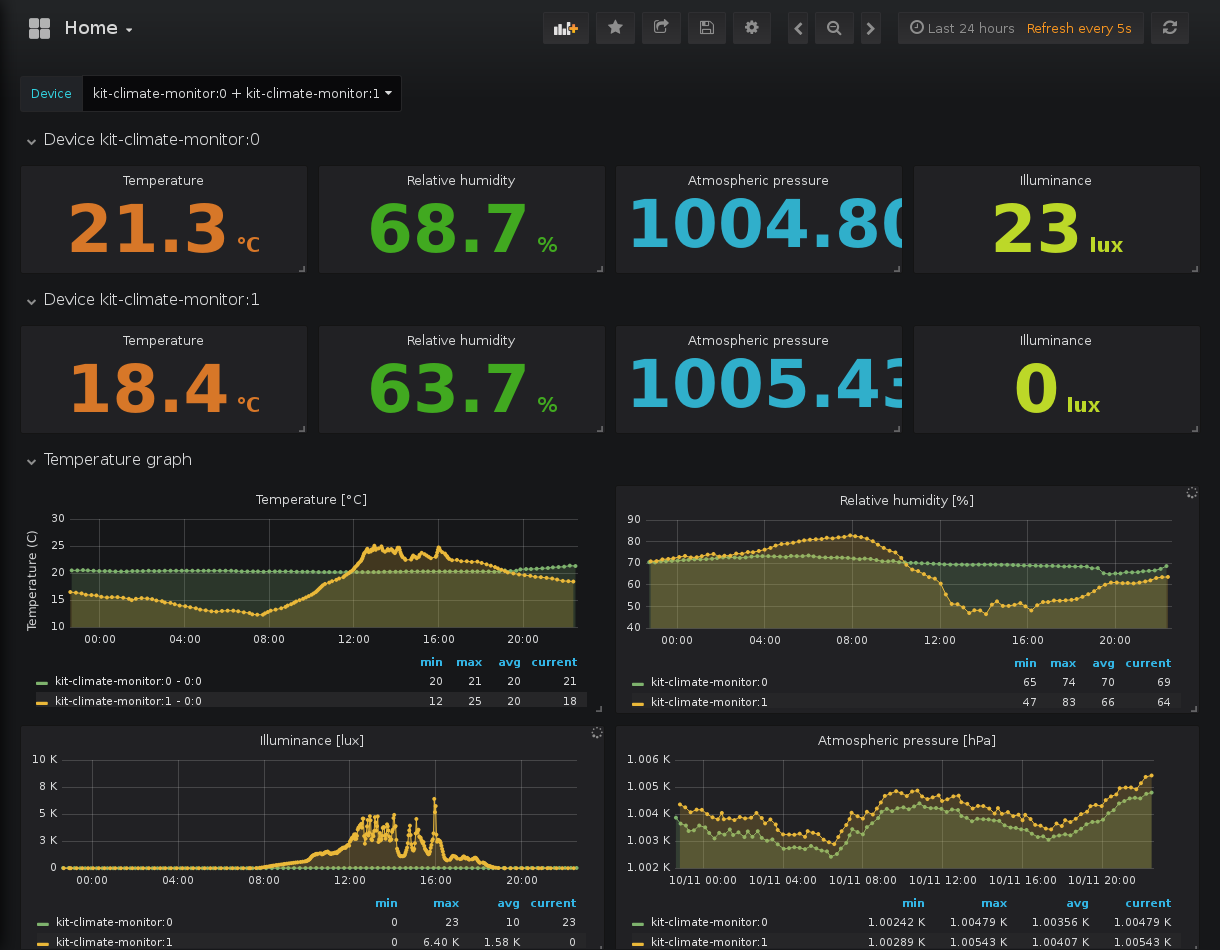 Home
Last 24 hours Refresh every 5s
Device kit-climate-monitor:0 + kit-climate-monitor:1
Device kit-climate-monitor:0
Temperature Relative humidity Atmospheric pressure Illuminance
21.3 °C 68.7 % 1004.80 23 lux
Device kit-climate-monitor:1
Temperature Relative humidity Atmospheric pressure Illuminance
18.4 °C 63.7 % 1005.43 0 lux
Temperature graph
Temperature [°C]
Temperature (C)
30
25
20
15
10
00:00 04:00 08:00 12:00 16:00 20:00
min max avg current
kit-climate-monitor:0 - 0:0 20 21 20 21
kit-climate-monitor:1 - 0:0 12 25 20 18
Relative humidity [%]
90
80
70
60
50
40
00:00 04:00 08:00 12:00 16:00 20:00
min max avg current
kit-climate-monitor:0 65 74 70 69
kit-climate-monitor:1 47 83 66 64
Illuminance [lux]
10 K
8 K
5 K
3 K
0
00:00 04:00 08:00 12:00 16:00 20:00
min max avg current
kit-climate-monitor:0 0 23 10 23
kit-climate-monitor:1 0 6.40 K 1.58 K 0
Atmospheric pressure [hPa]
1.006 K
1.005 K
1.004 K
1.003 K
1.002 K
10/11 00:00 10/11 04:00 10/11 08:00 10/11 12:00 10/11 16:00 10/11 20:00
min max avg current
kit-climate-monitor:0 1.00242 K 1.00479 K 1.00356 K 1.00479 K
kit-climate-monitor:1 1.00289 K 1.00543 K 1.00407 K 1.00543 K